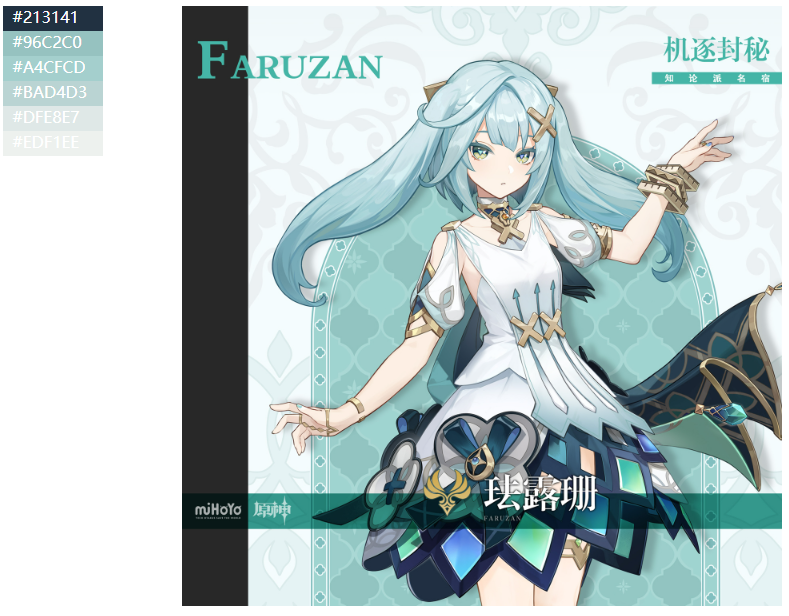 #213141
#96C2C0
#A4CFCD
#BAD4D3
#DFE8E7
#EDF1EE
FARUZAN
机逐封秘
知论派名宿
珐露珊
FARUZAN
miHoYo
原神